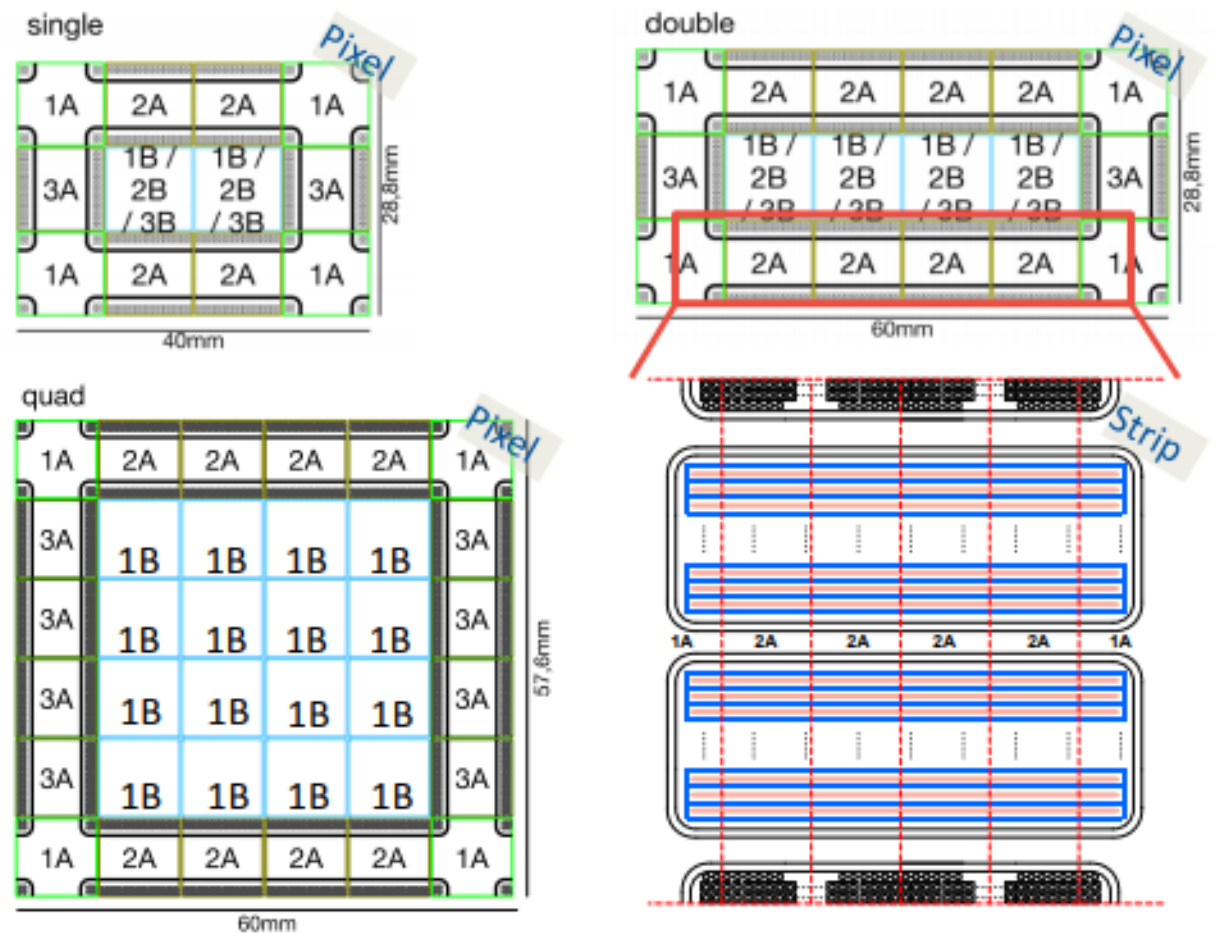 single
Pixel
1A 2A 2A 1A
3A 1B / 2B / 3B 1B / 2B / 3B 3A
1A 2A 2A 1A
28,8mm
40mm
double
Pixel
1A 2A 2A 2A 2A 1A
3A 1B / 2B / 3B 1B / 2B / 3B 1B / 2B / 3B 1B / 2B / 3B 3A
1A 2A 2A 2A 2A 1A
28,8mm
60mm
quad
Pixel
1A 2A 2A 2A 2A 1A
3A 1B 1B 1B 1B 3A
3A 1B 1B 1B 1B 3A
3A 1B 1B 1B 1B 3A
3A 1B 1B 1B 1B 3A
1A 2A 2A 2A 2A 1A
57,6mm
60mm
Strip
1A 2A 2A 2A 2A 1A